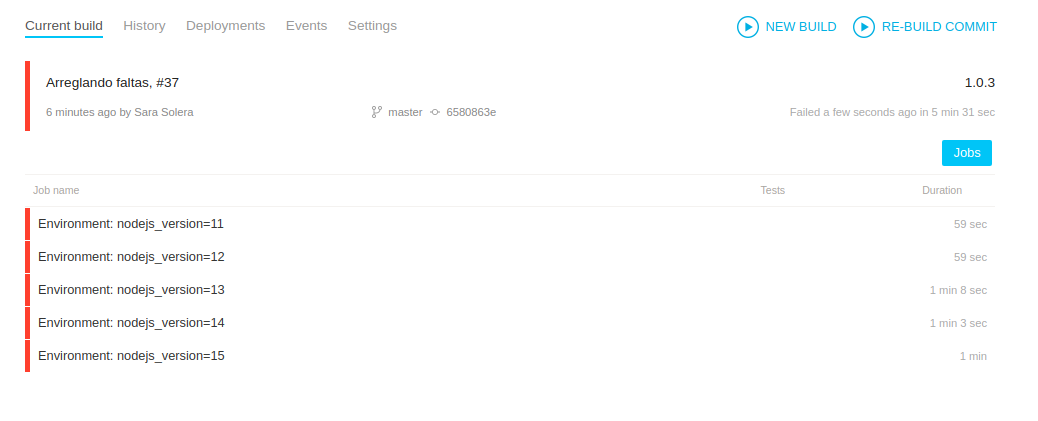 Current build History Deployments Events Settings NEW BUILD RE-BUILD COMMIT
Arreglando faltas, #37 1.0.3
6 minutes ago by Sara Solera master 6580863e Failed a few seconds ago in 5 min 31 sec
Jobs
Job name Tests Duration
Environment: nodejs_version=11 59 sec
Environment: nodejs_version=12 59 sec
Environment: nodejs_version=13 1 min 8 sec
Environment: nodejs_version=14 1 min 3 sec
Environment: nodejs_version=15 1 min